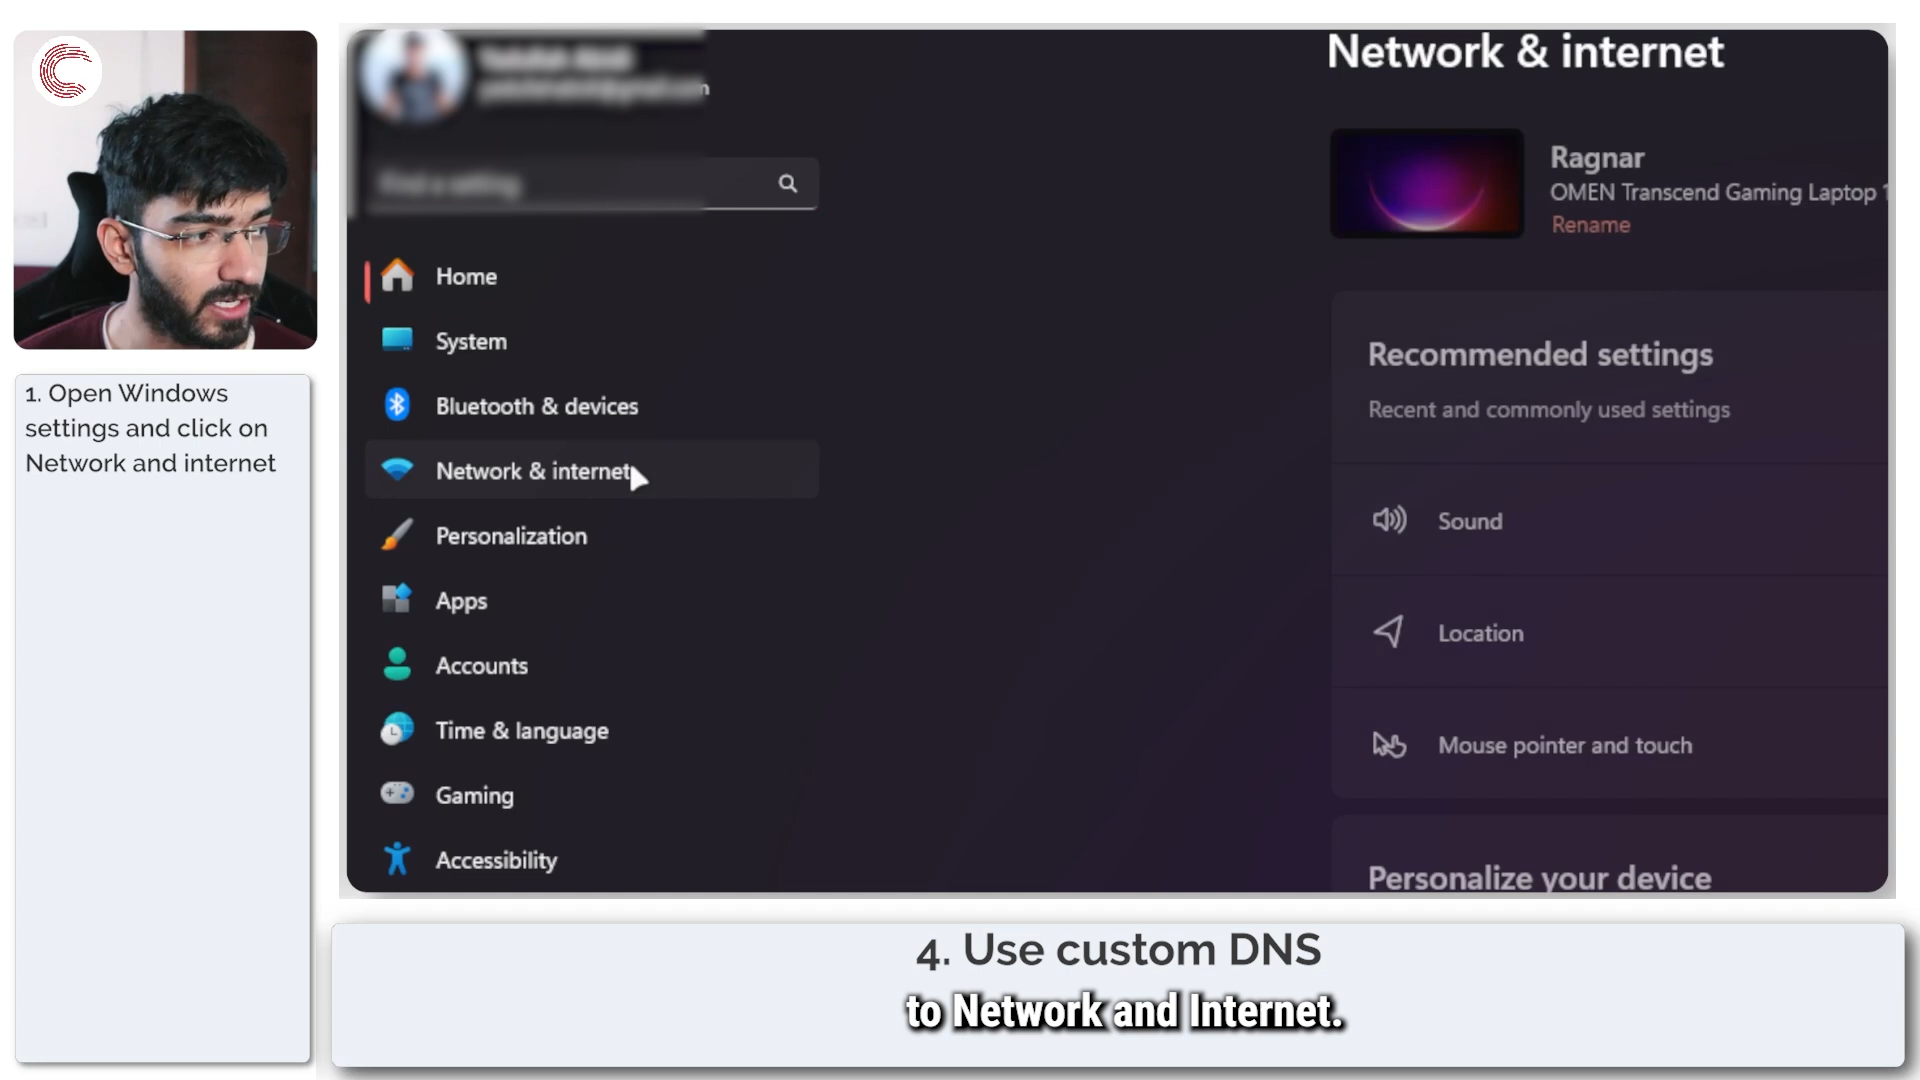 Network & internet
Ragnar
OMEN Transcend Gaming Laptop
Rename
Home
System
Bluetooth & devices
Network & internet
Personalization
Apps
Accounts
Time & language
Gaming
Accessibility
Recommended settings
Recent and commonly used settings
Sound
Location
Mouse pointer and touch
Personalize your device
1. Open Windows
settings and click on
Network and internet
4. Use custom DNS
to Network and Internet.